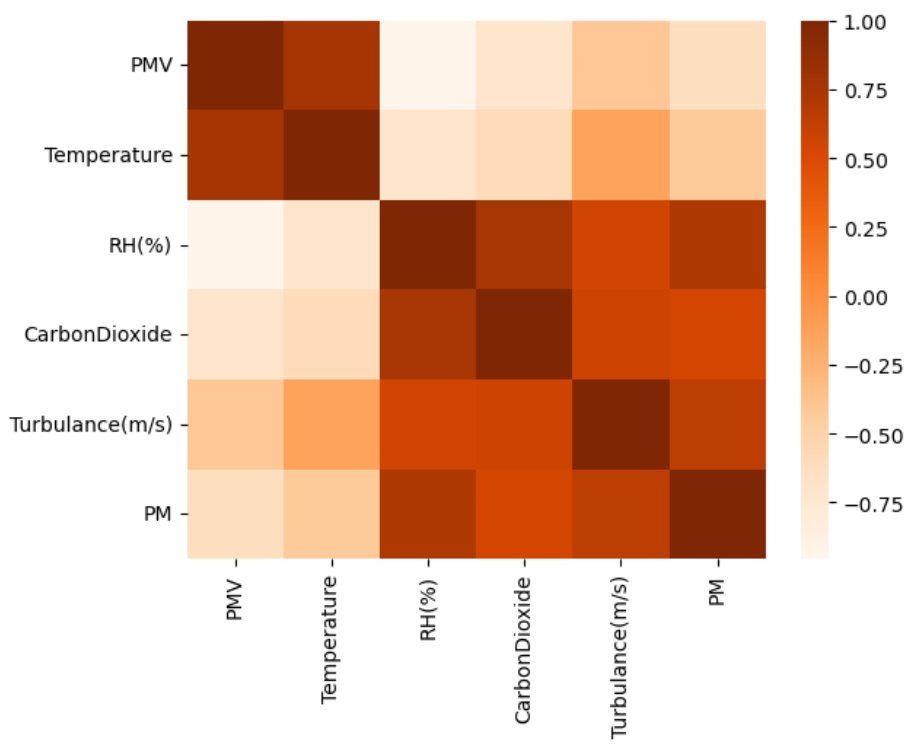 PMV
Temperature
RH(%)
CarbonDioxide
Turbulance(m/s)
PM
PMV
Temperature
RH(%)
CarbonDioxide
Turbulance(m/s)
PM
1.00
0.75
0.50
0.25
0.00
−0.25
−0.50
−0.75